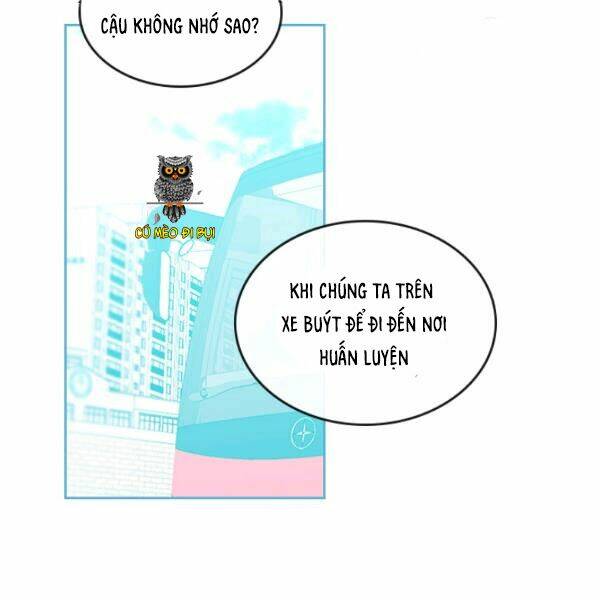 CẬU KHÔNG NHỚ SAO?
CÚ MÈO ĐI BỤI
KHI CHÚNG TA TRÊN
XE BUÝT ĐỂ ĐI ĐẾN NƠI
HUẤN LUYỆN